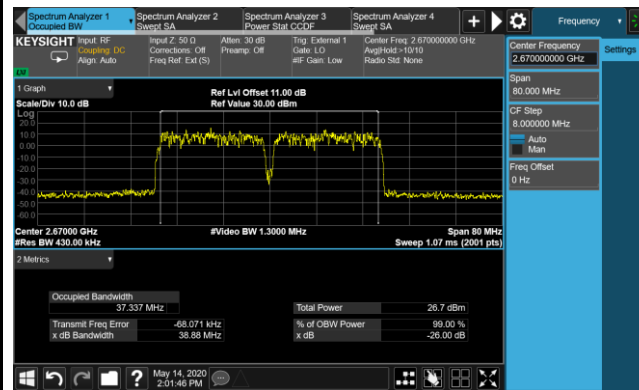 Spectrum Analyzer 1
Occupied BW
Spectrum Analyzer 2
Swept SA
Spectrum Analyzer 3
Power Stat CCDF
Spectrum Analyzer 4
Swept SA
Frequency
KEYSIGHT
Input: RF
Coupling: DC
Align: Auto
Input Z: 50 Ω
Corrections: Off
Freq Ref: Ext (S)
Atten: 30 dB
Preamp: Off
Trig: External 1
Gate: LO
#IF Gain: Low
Center Freq: 2.670000000 GHz
Avg|Hold:>10/10
Radio Std: None
Center Frequency
2.670000000 GHz
Settings
Span
80.000 MHz
CF Step
8.000000 MHz
Auto
Man
Freq Offset
0 Hz
1 Graph
Scale/Div 10.0 dB
Ref Lvl Offset 11.00 dB
Ref Value 30.00 dBm
Log
20.0
10.0
0.00
-10.0
-20.0
-30.0
-40.0
-50.0
-60.0
Center 2.67000 GHz
#Res BW 430.00 kHz
#Video BW 1.3000 MHz
Span 80 MHz
Sweep 1.07 ms (2001 pts)
2 Metrics
Occupied Bandwidth
37.337 MHz
Total Power 26.7 dBm
Transmit Freq Error -68.071 kHz
% of OBW Power 99.00 %
x dB Bandwidth 38.88 MHz
x dB -26.00 dB
May 14, 2020
2:01:46 PM